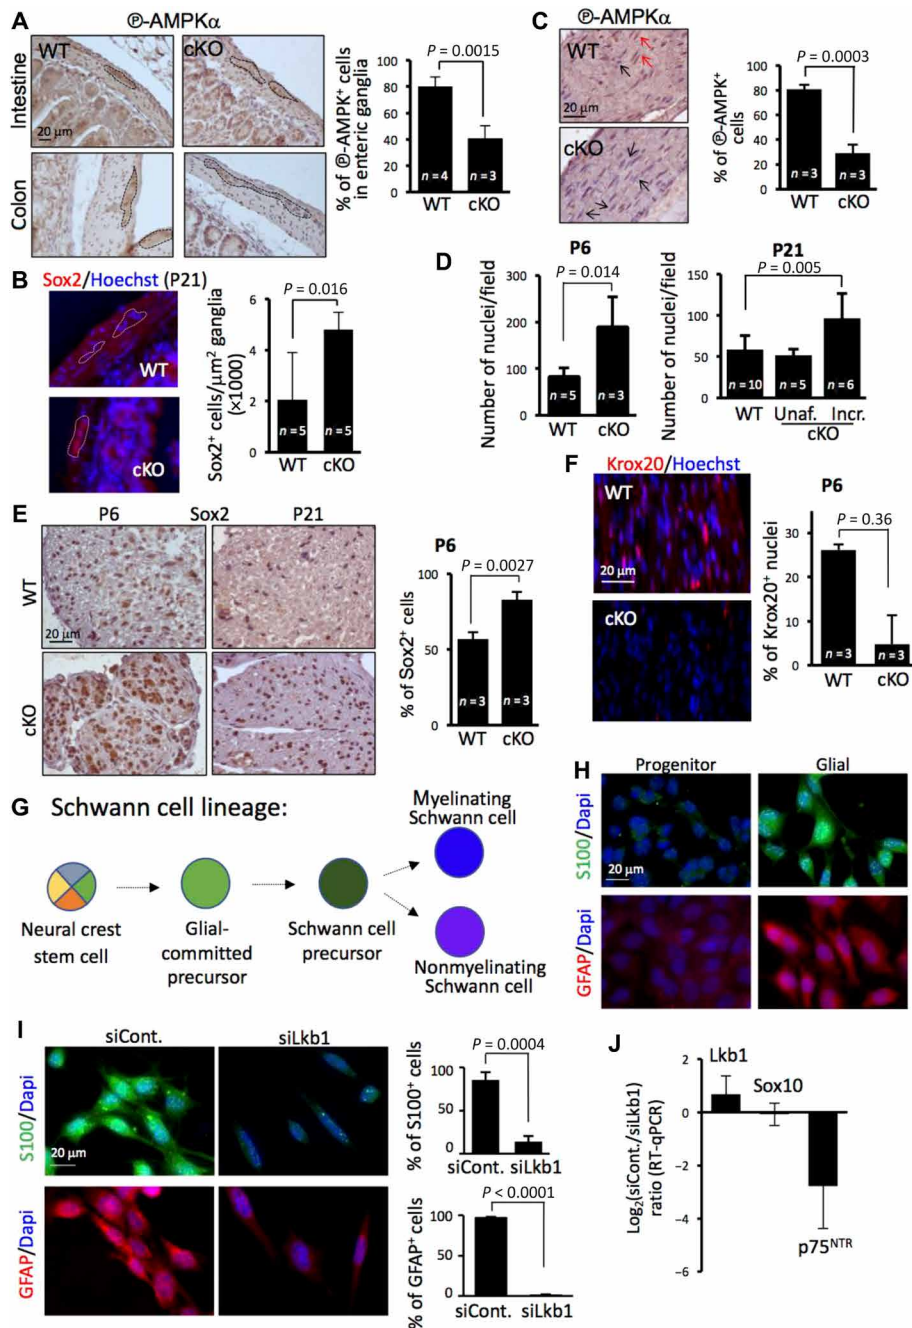 A
Ⓟ-AMPKα
WT
cKO
Intestine
20 μm
Colon
% of Ⓟ-AMPK⁺ cells
in enteric ganglia
P = 0.0015
100
80
60
40
20
0
n = 4
n = 3
WT
cKO
C
Ⓟ-AMPKα
WT
20 μm
cKO
% of Ⓟ-AMPK⁺
cells
P = 0.0003
100
80
60
40
20
0
n = 3
n = 3
WT
cKO
B
Sox2/Hoechst (P21)
WT
cKO
Sox2⁺ cells/μm² ganglia
(×1000)
P = 0.016
6
4
2
0
n = 5
n = 5
WT
cKO
D
P6
Number of nuclei/field
P = 0.014
300
200
100
0
n = 5
n = 3
WT
cKO
P21
Number of nuclei/field
P = 0.005
150
100
50
0
n = 10
n = 5
n = 6
WT
Unaf.
Incr.
cKO
E
P6
Sox2
P21
WT
20 μm
cKO
P6
% of Sox2⁺ cells
P = 0.0027
100
50
0
n = 3
n = 3
WT
cKO
F
Krox20/Hoechst
WT
20 μm
cKO
P6
% of Krox20⁺ nuclei
P = 0.36
30
20
10
0
n = 3
n = 3
WT
cKO
G
Schwann cell lineage:
Neural crest
stem cell
Glial-
committed
precursor
Schwann cell
precursor
Myelinating
Schwann cell
Nonmyelinating
Schwann cell
H
Progenitor
Glial
S100/Dapi
20 μm
GFAP/Dapi
I
siCont.
siLkb1
S100/Dapi
20 μm
GFAP/Dapi
% of S100⁺ cells
P = 0.0004
100
50
0
siCont.
siLkb1
% of GFAP⁺ cells
P < 0.0001
100
50
0
siCont.
siLkb1
J
Log₂(siCont./siLkb1)
ratio (RT-qPCR)
2
0
−2
−4
−6
Lkb1
Sox10
p75ᴺᵀᴿ